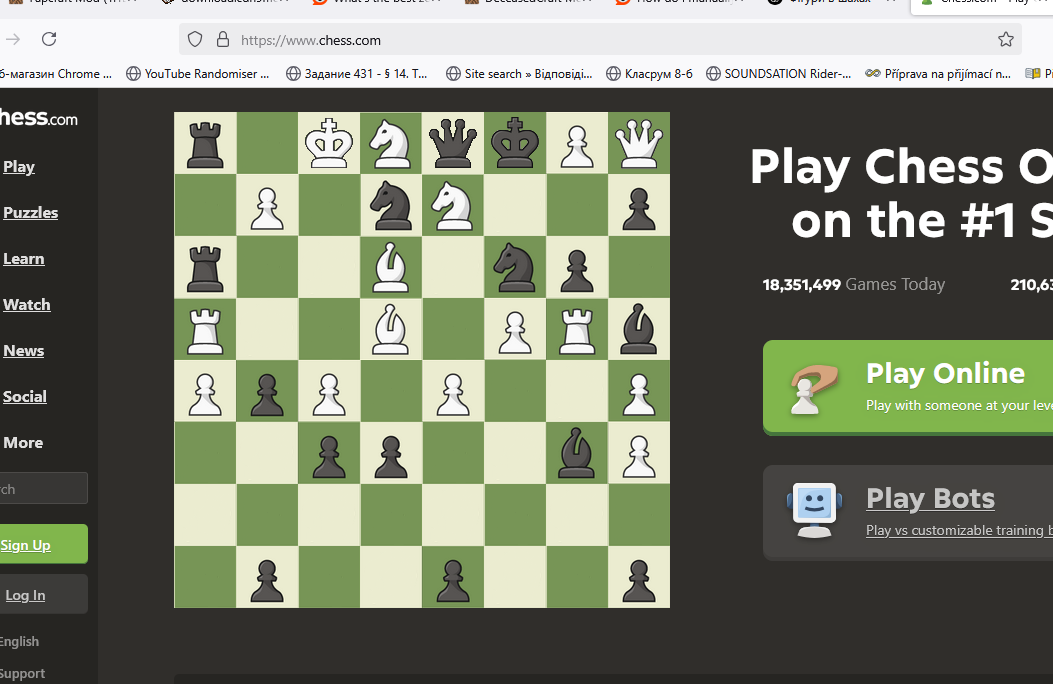 https://www.chess.com
б-магазин Chrome ...
YouTube Randomiser ...
Задание 431 - § 14. Т...
Site search » Відповіді...
Класрум 8-б
SOUNDSATION Rider-...
Příprava na přijímací n...
hess.com
Play
Puzzles
Learn
Watch
News
Social
More
rch
Sign Up
Log In
English
Support
Play Chess O
on the #1 S
18,351,499 Games Today
210,63
Play Online
Play with someone at your leve
Play Bots
Play vs customizable training b